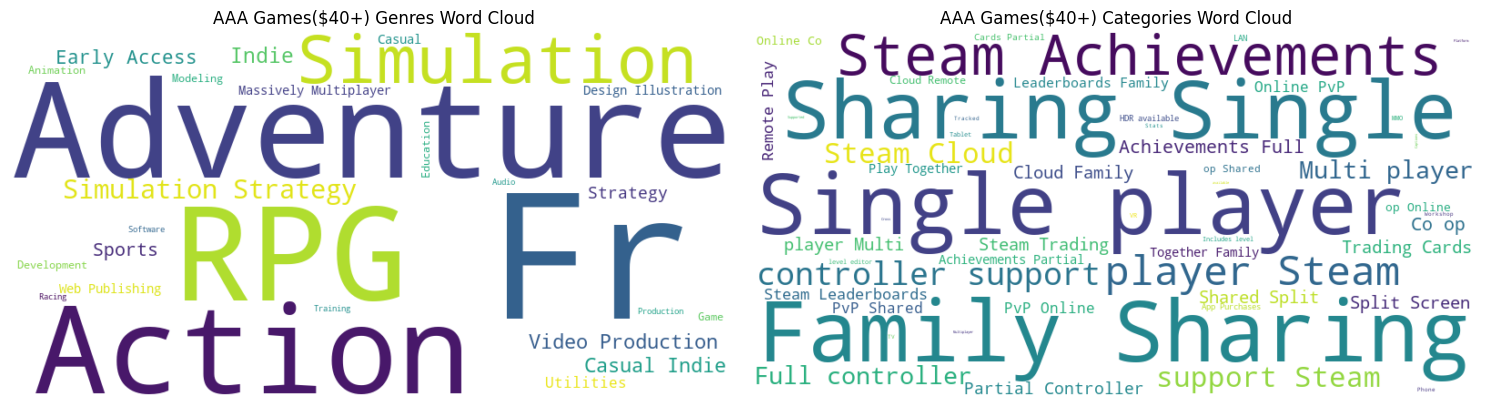 AAA Games($40+) Genres Word Cloud
Casual
Simulation
Early Access
Indie
Animation
Modeling
Massively Multiplayer
Design Illustration
Adventure
Education
Simulation Strategy
Audio
Strategy
Fr
RPG
Software
Sports
Development
Web Publishing
Racing
Training
Production
Game
Action
Video Production
Casual Indie
Utilities
AAA Games($40+) Categories Word Cloud
Online Co
Cards Partial
LAN
Steam Achievements
Remote Play
Cloud Remote
Leaderboards Family
Online PvP
Sharing
Single
Tracked
HDR available
Stats
MMO
Tablet
Achievements Full
Steam Cloud
Play Together
Cloud Family
op Shared
Multi player
Single player
op Online
Workshop
Co op
player Multi
Steam Trading
Includes level
Trading Cards
Together Family
level editor
Achievements Partial
controller support
player Steam
Steam Leaderboards
Shared Split
Split Screen
PvP Shared
PvP Online
App Purchases
Family Sharing
Multiplayer
Full controller
support Steam
Partial Controller
Phone